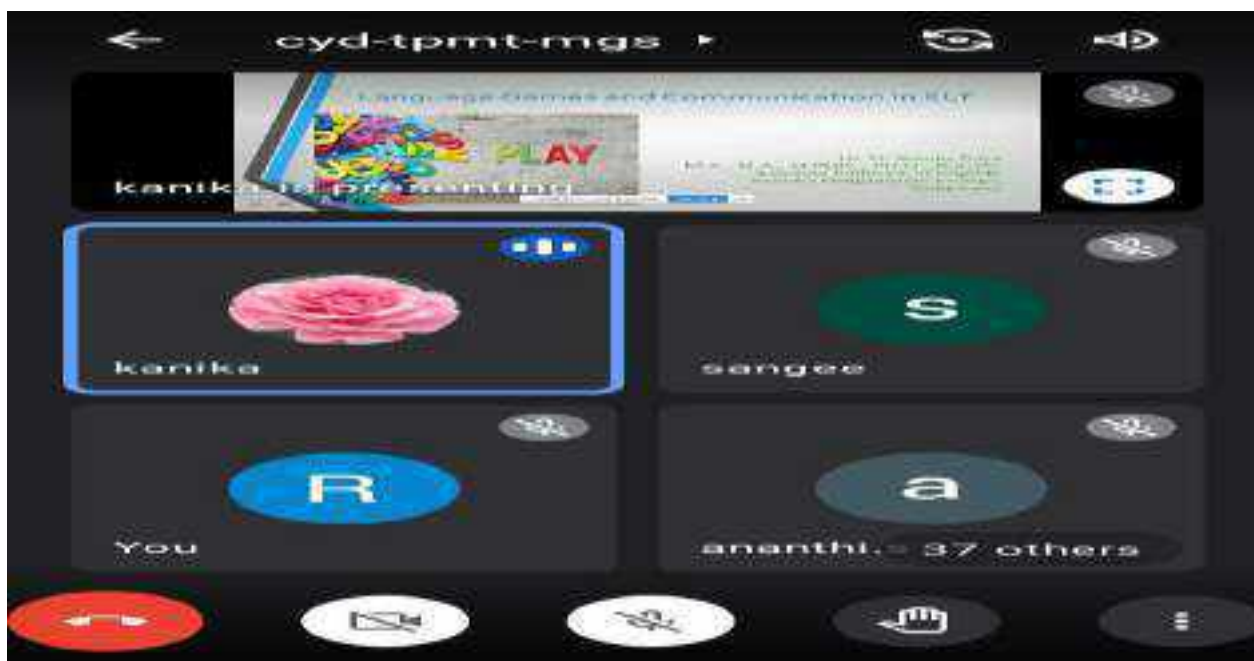 cyd-tpmt-mgs
Language Games and Communication in ELT
PLAY
kanika is presenting
kanika
S
sangee
R
You
a
ananthi.
37 others